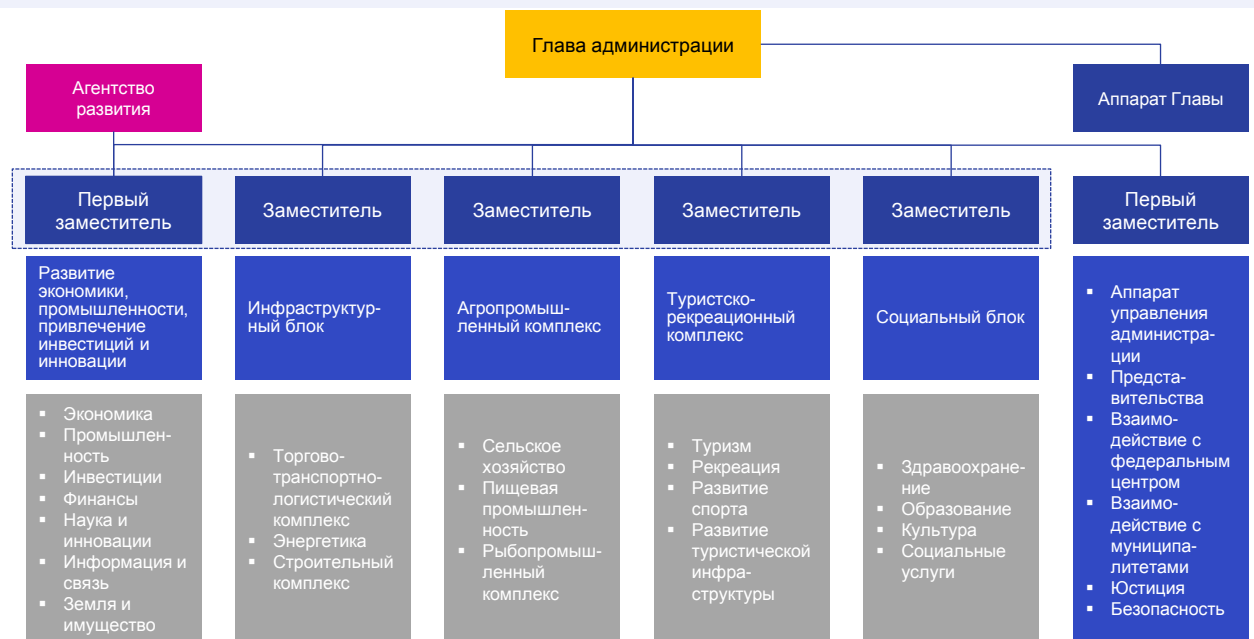 Глава администрации
Агентство
развития
Аппарат Главы
Первый
заместитель
Заместитель
Заместитель
Заместитель
Заместитель
Первый
заместитель
Развитие
экономики,
промышленности,
привлечение
инвестиций и
инновации
Инфраструктур-
ный блок
Агропромыш-
ленный комплекс
Туристско-
рекреационный
комплекс
Социальный блок
▪ Аппарат
управления
администра-
ции
▪ Предста-
вительства
▪ Взаимо-
действие с
федеральным
центром
▪ Взаимо-
действие с
муниципа-
литетами
▪ Юстиция
▪ Безопасность
▪ Экономика
▪ Промышлен-
ность
▪ Инвестиции
▪ Финансы
▪ Наука и
инновации
▪ Информация и
связь
▪ Земля и
имущество
▪ Торгово-
транспортно-
логистический
комплекс
▪ Энергетика
▪ Строительный
комплекс
▪ Сельское
хозяйство
▪ Пищевая
промышлен-
ность
▪ Рыбопромыш-
ленный
комплекс
▪ Туризм
▪ Рекреация
▪ Развитие
спорта
▪ Развитие
туристической
инфра-
структуры
▪ Здравоохране-
ние
▪ Образование
▪ Культура
▪ Социальные
услуги